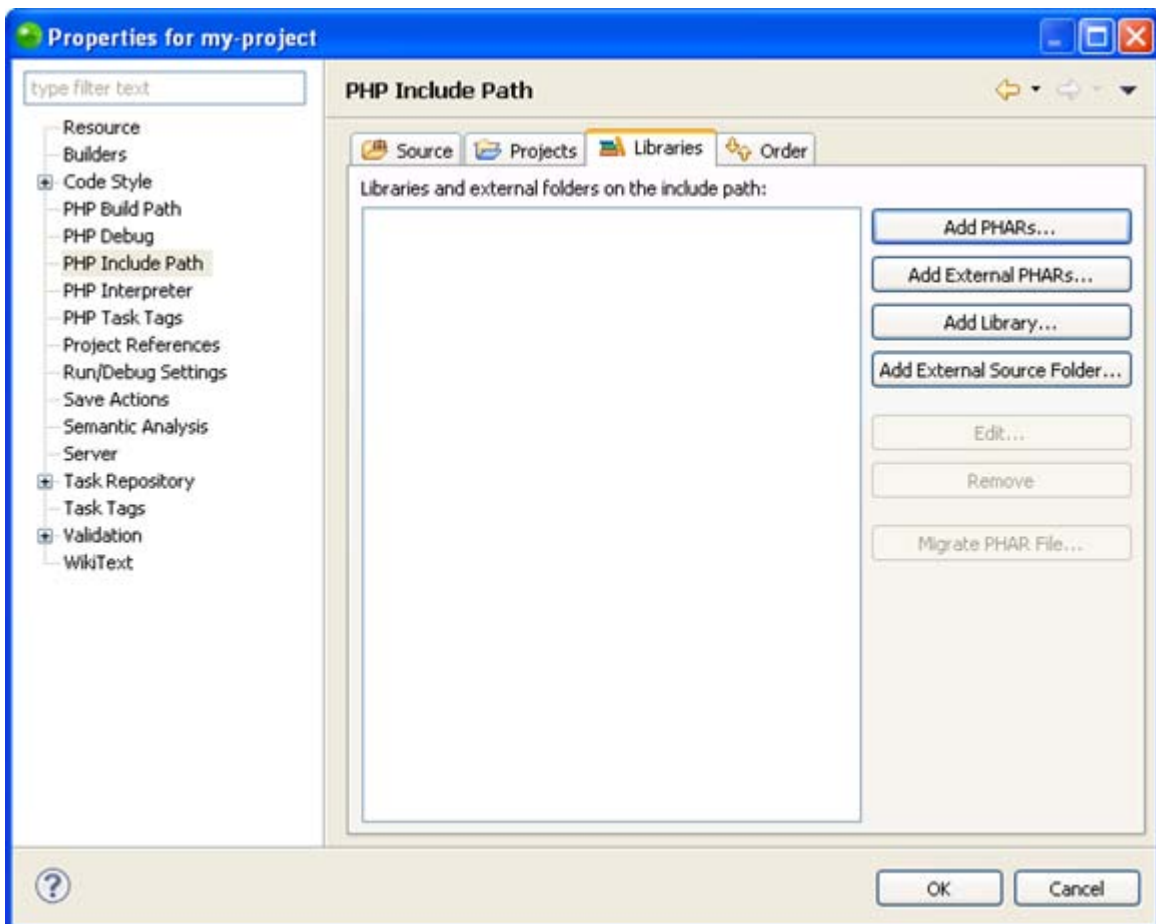 Properties for my-project
type filter text
Resource
Builders
Code Style
PHP Build Path
PHP Debug
PHP Include Path
PHP Interpreter
PHP Task Tags
Project References
Run/Debug Settings
Save Actions
Semantic Analysis
Server
Task Repository
Task Tags
Validation
WikiText
PHP Include Path
Source Projects Libraries Order
Libraries and external folders on the include path:
Add PHARs...
Add External PHARs...
Add Library...
Add External Source Folder...
Edit...
Remove
Migrate PHAR File...
?
OK Cancel